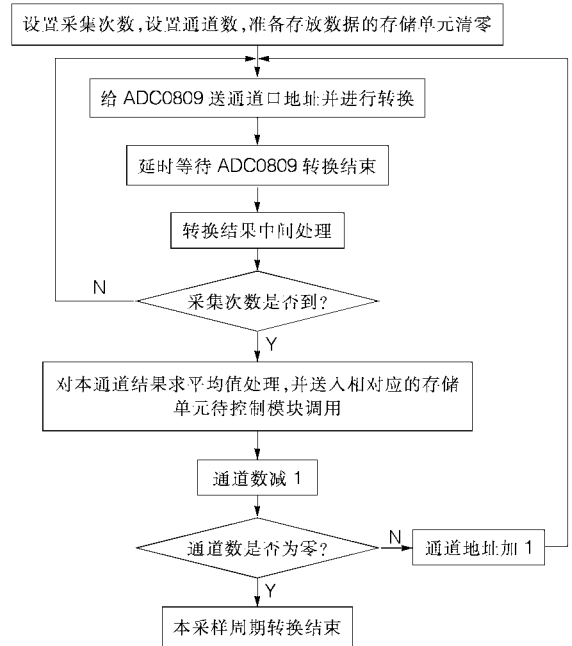 设置采集次数,设置通道数,准备存放数据的存储单元清零
给 ADC0809 送通道口地址并进行转换
延时等待 ADC0809 转换结束
转换结果中间处理
N
采集次数是否到?
Y
对本通道结果求平均值处理,并送入相对应的存储
单元待控制模块调用
通道数减 1
通道数是否为零?
N
通道地址加 1
Y
本采样周期转换结束